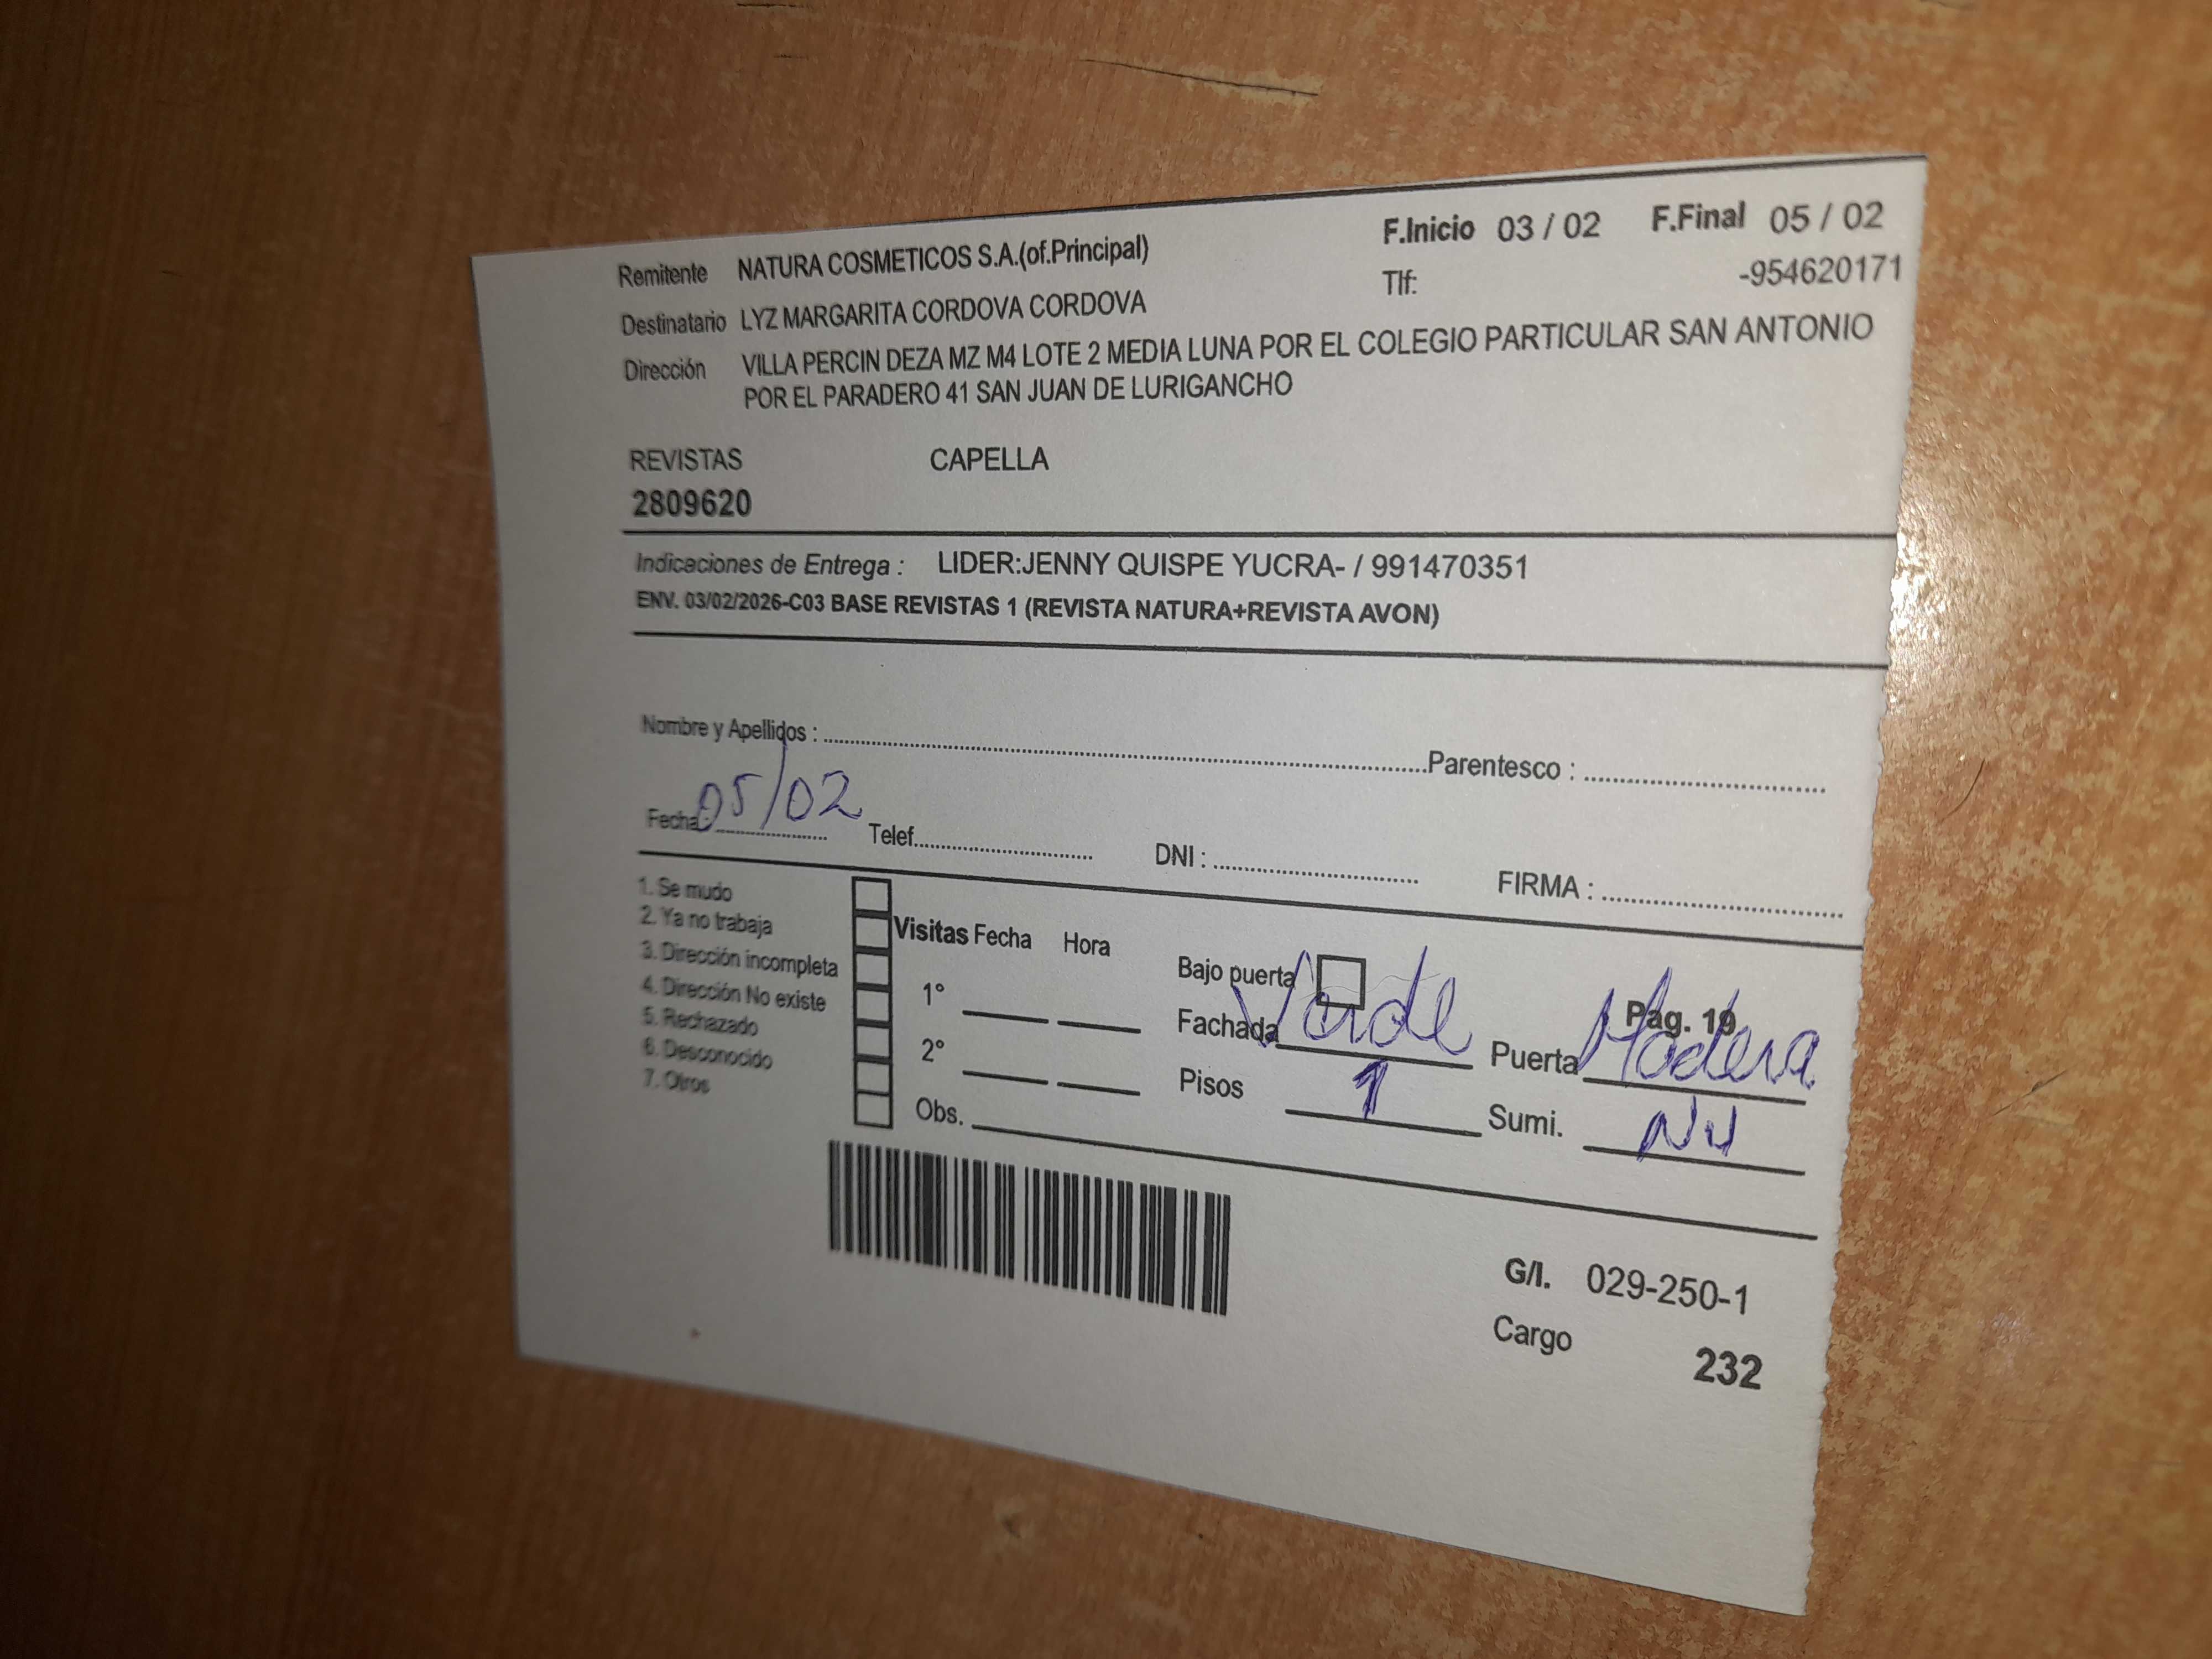 F.Inicio 03 / 02 F.Final 05 / 02
Remitente NATURA COSMETICOS S.A.(of.Principal)
Tlf: -954620171
Destinatario LYZ MARGARITA CORDOVA CORDOVA
Dirección VILLA PERCIN DEZA MZ M4 LOTE 2 MEDIA LUNA POR EL COLEGIO PARTICULAR SAN ANTONIO
POR EL PARADERO 41 SAN JUAN DE LURIGANCHO
REVISTAS CAPELLA
2809620
Indicaciones de Entrega : LIDER:JENNY QUISPE YUCRA- / 991470351
ENV. 03/02/2026-C03 BASE REVISTAS 1 (REVISTA NATURA+REVISTA AVON)
Nombre y Apellidos : Parentesco :
Fecha: 05/02 Telef. DNI : FIRMA :
1. Se mudo
2. Ya no trabaja
3. Dirección incompleta
4. Dirección No existe
5. Rechazado
6. Desconocido
7. Otros
Visitas Fecha Hora
1°
2°
Obs.
Bajo puerta Pag. 19
Fachada Verde Puerta Madera
Pisos 1 Sumi.
G/I. 029-250-1
Cargo 232